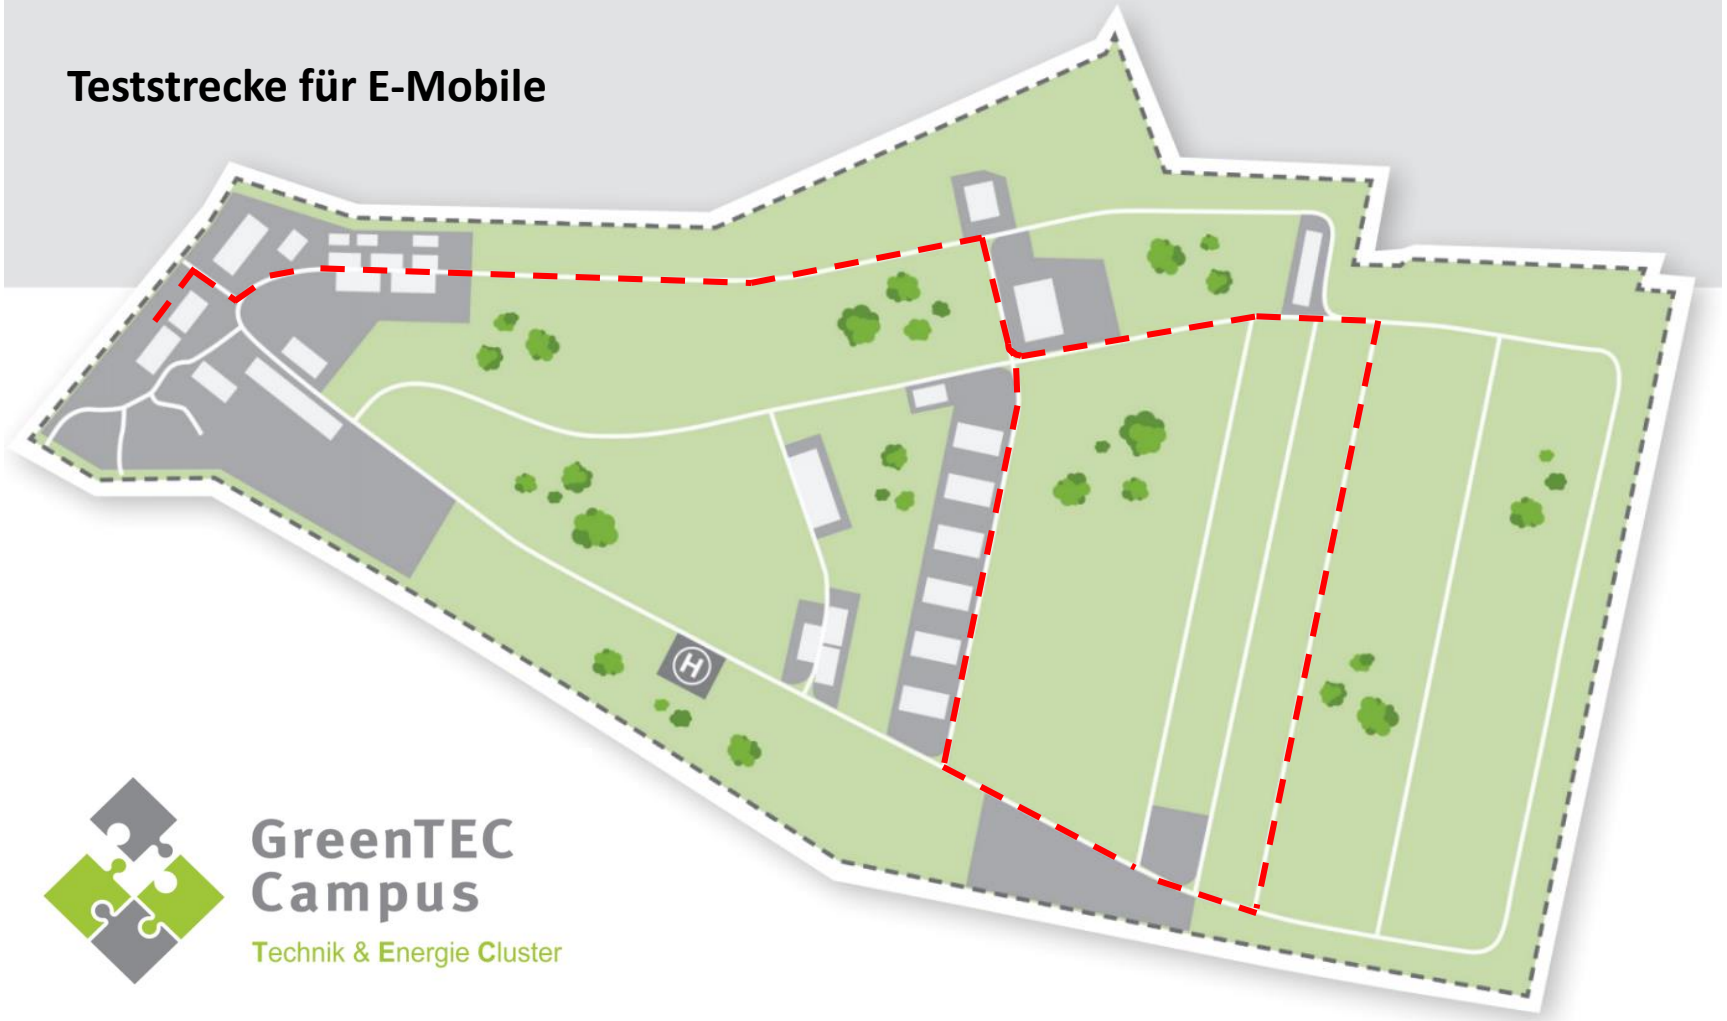 Teststrecke für E-Mobile
H
GreenTEC
Campus
Technik & Energie Cluster